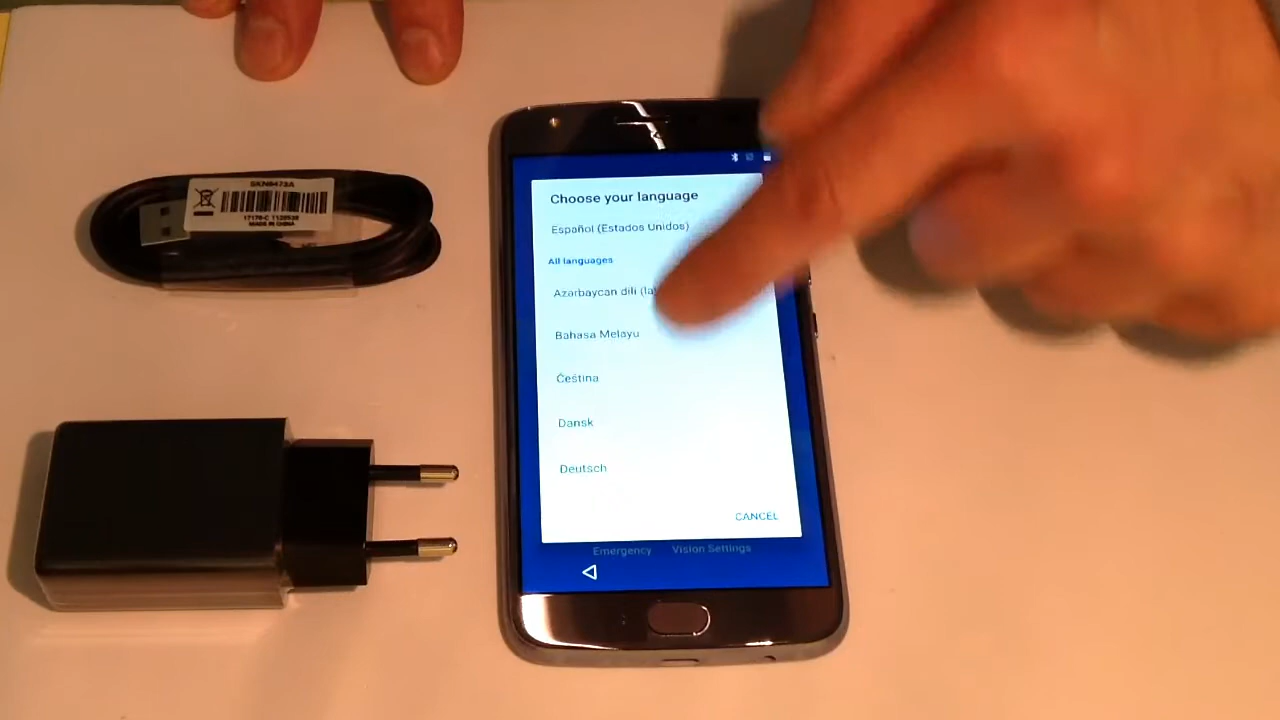 SKN6473A
MADE IN CHINA
Choose your language
Español (Estados Unidos)
All languages
Azərbaycan dili
Bahasa Melayu
Čeština
Dansk
Deutsch
CANCEL
Emergency Vision Settings